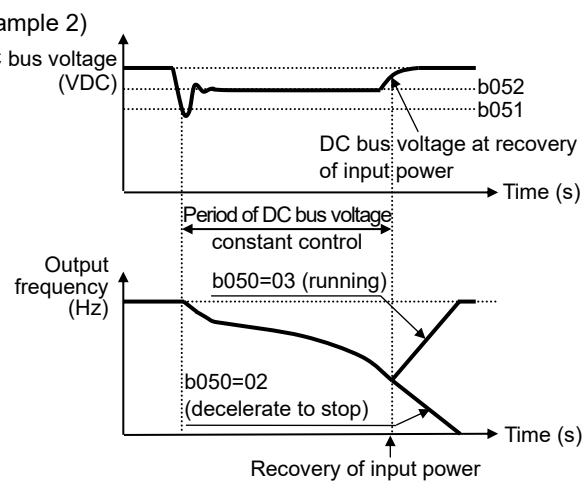 ample 2)
bus voltage
(VDC)
b052
b051
DC bus voltage at recovery
of input power
Time (s)
Period of DC bus voltage
constant control
Output
frequency
(Hz)
b050=03 (running)
b050=02
(decelerate to stop)
Time (s)
Recovery of input power